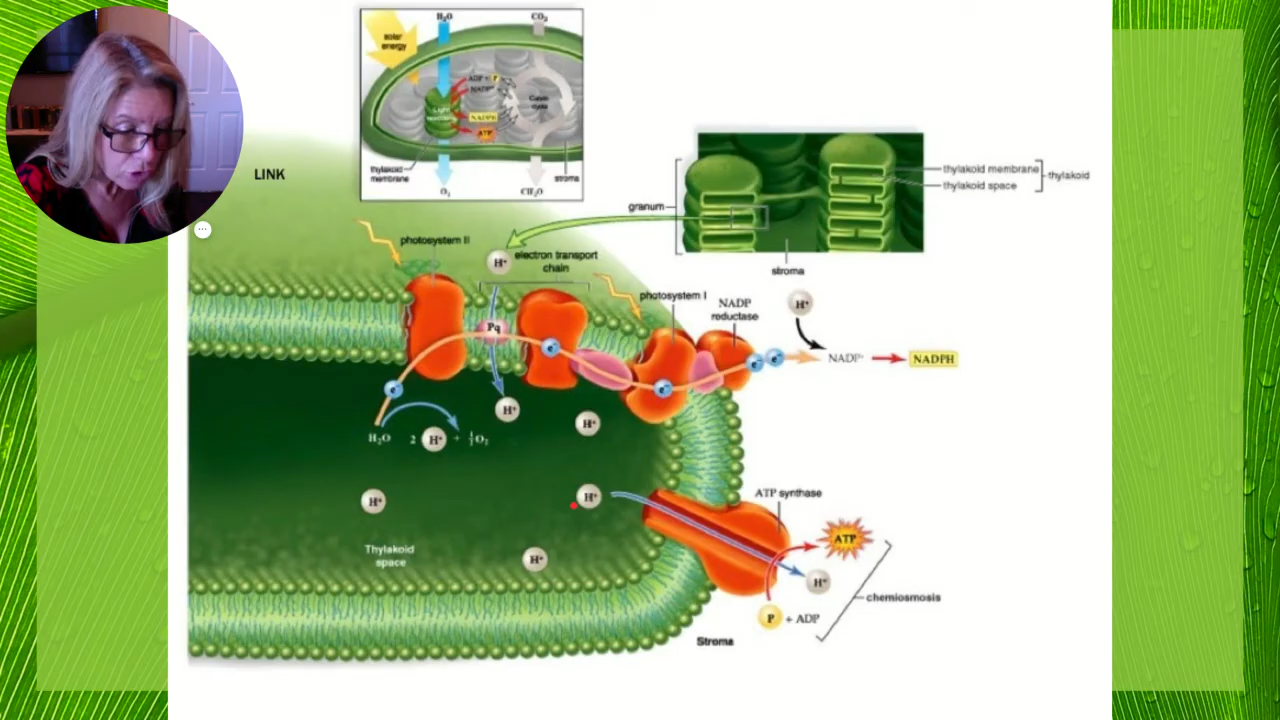 H₂O
CO₂
solar
energy
ADP + P
NADP⁺
Calvin
cycle
NADPH
ATP
thylakoid
membrane
stroma
O₂
CH₂O
LINK
thylakoid membrane
thylakoid
thylakoid space
granum
stroma
photosystem II
H⁺
electron transport
chain
photosystem I
NADP
reductase
H⁺
Pq
e⁻
e⁻
e⁻
e⁻
e⁻
NADP⁺
NADPH
H₂O
2 H⁺ + ½ O₂
H⁺
H⁺
H⁺
H⁺
H⁺
ATP synthase
ATP
Thylakoid
space
H⁺
chemiosmosis
P + ADP
Stroma